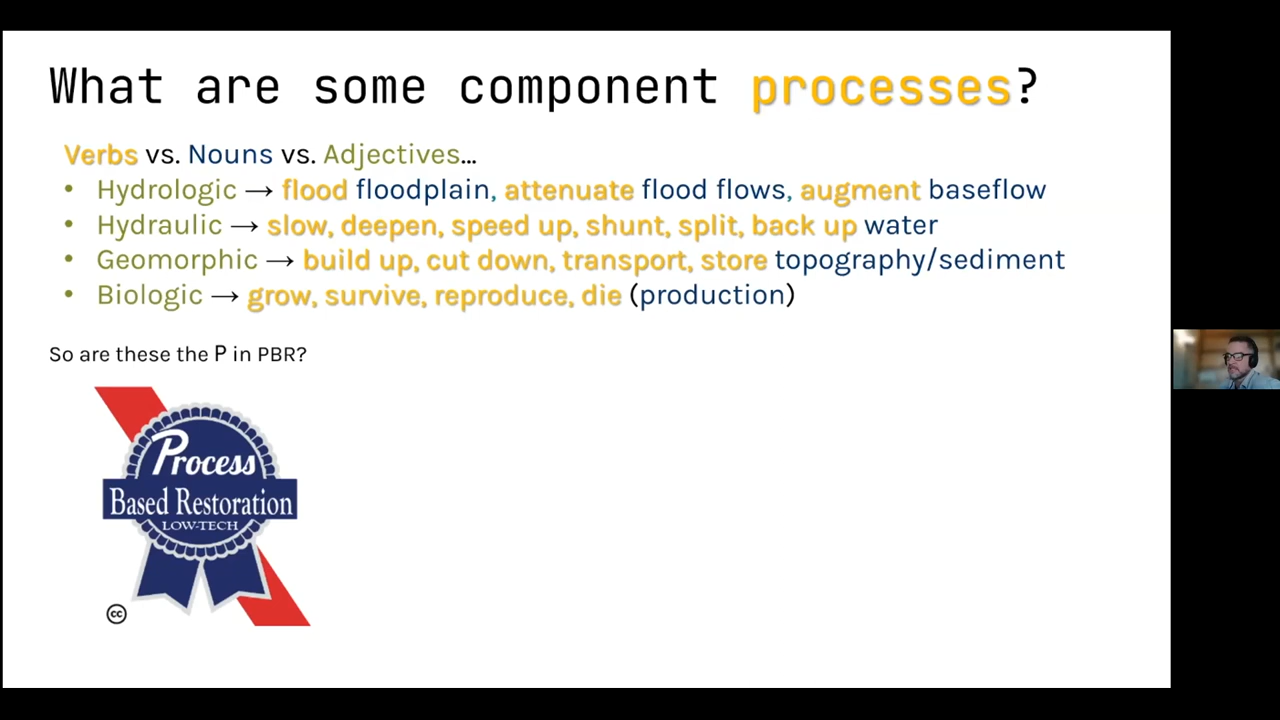 What are some component processes?
Verbs vs. Nouns vs. Adjectives...
• Hydrologic → flood floodplain, attenuate flood flows, augment baseflow
• Hydraulic → slow, deepen, speed up, shunt, split, back up water
• Geomorphic → build up, cut down, transport, store topography/sediment
• Biologic → grow, survive, reproduce, die (production)
So are these the P in PBR?
Process
Based Restoration
LOW-TECH
cc